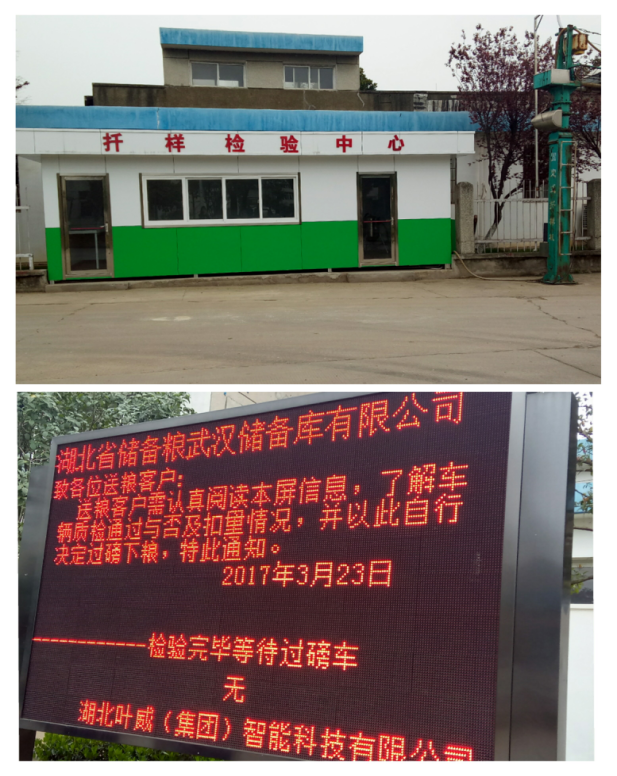 扦样检验中心
湖北省储备粮武汉储备库有限公司
致各位送粮客户：
送粮客户需认真阅读本屏信息，了解车
辆质检通过与否及扣重情况，并以此自行
决定过磅下粮，特此通知。
2017年3月23日
------------检验完毕等待过磅车
无
湖北叶威（集团）智能科技有限公司